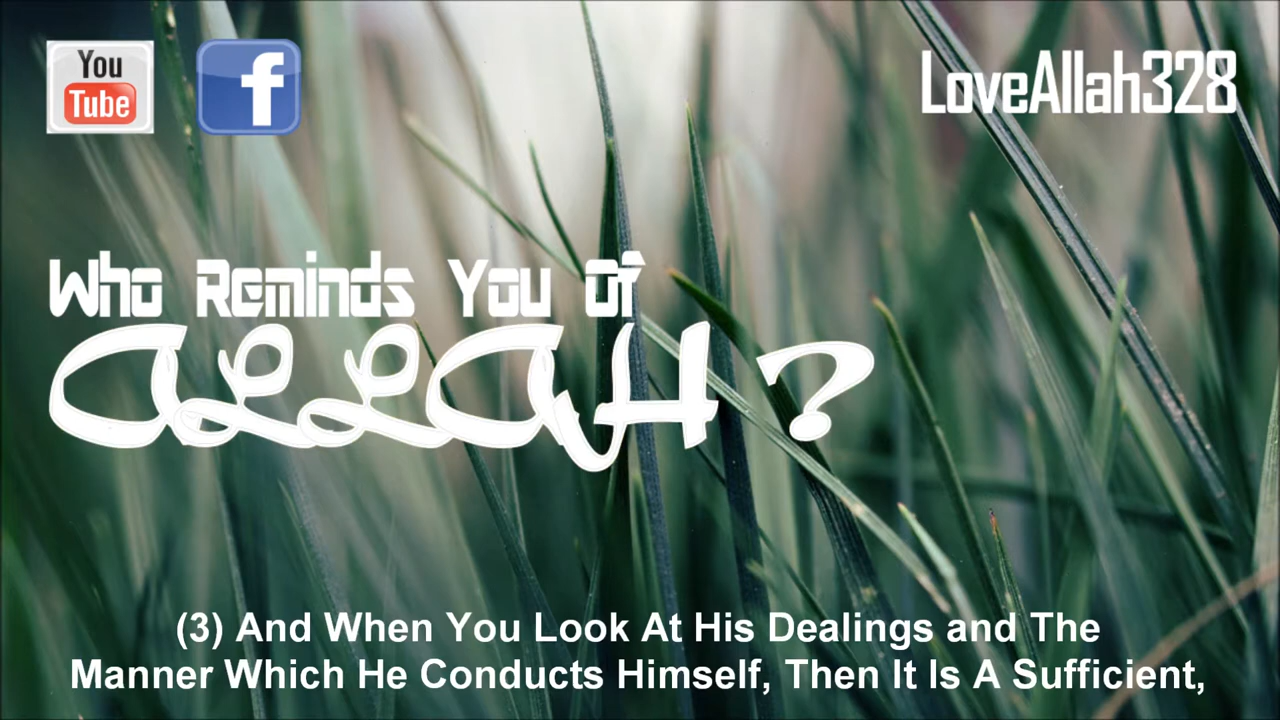 You
Tube
f
LoveAllah328
Who Reminds You Of
ALLAH ?
(3) And When You Look At His Dealings and The
Manner Which He Conducts Himself, Then It Is A Sufficient,